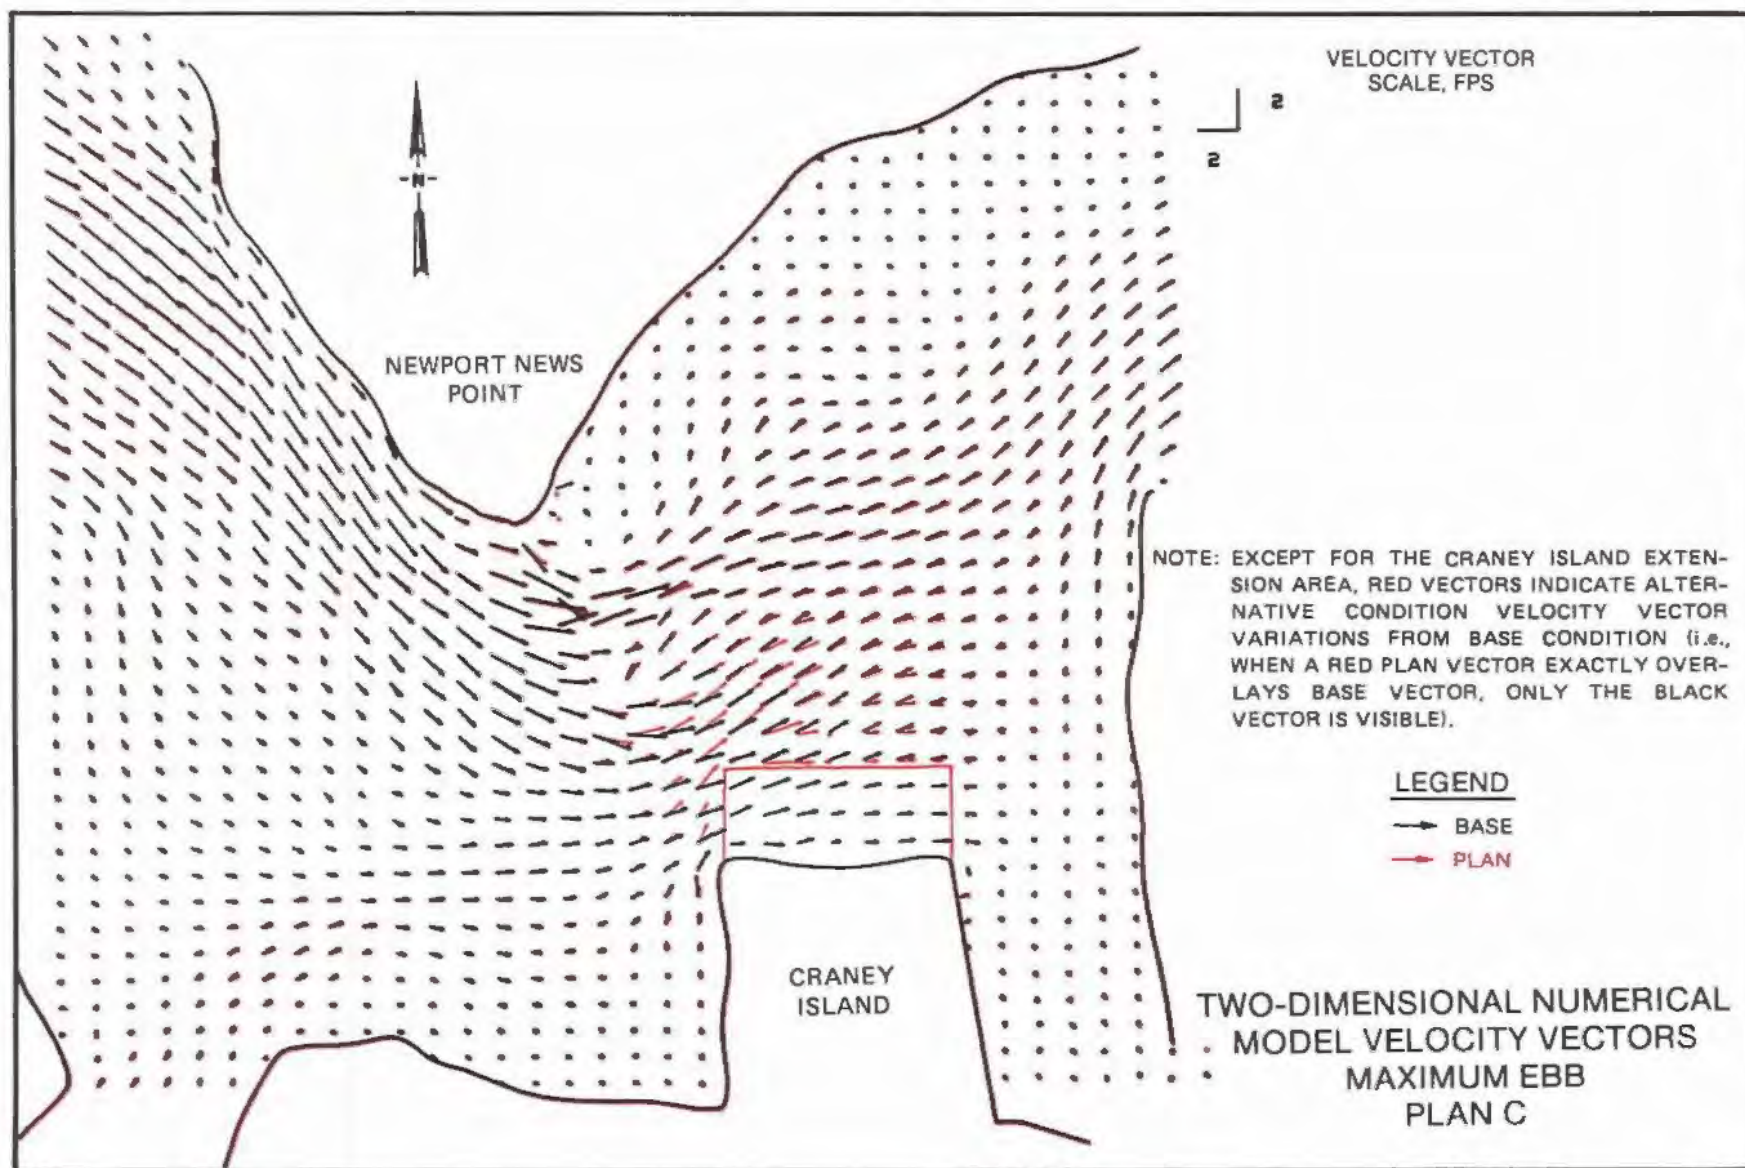 VELOCITY VECTOR
SCALE, FPS
2
2
-N-
NEWPORT NEWS
POINT
NOTE: EXCEPT FOR THE CRANEY ISLAND EXTEN-
SION AREA, RED VECTORS INDICATE ALTER-
NATIVE CONDITION VELOCITY VECTOR
VARIATIONS FROM BASE CONDITION (i.e.,
WHEN A RED PLAN VECTOR EXACTLY OVER-
LAYS BASE VECTOR, ONLY THE BLACK
VECTOR IS VISIBLE).
LEGEND
BASE
PLAN
CRANEY
ISLAND
TWO-DIMENSIONAL NUMERICAL
MODEL VELOCITY VECTORS
MAXIMUM EBB
PLAN C